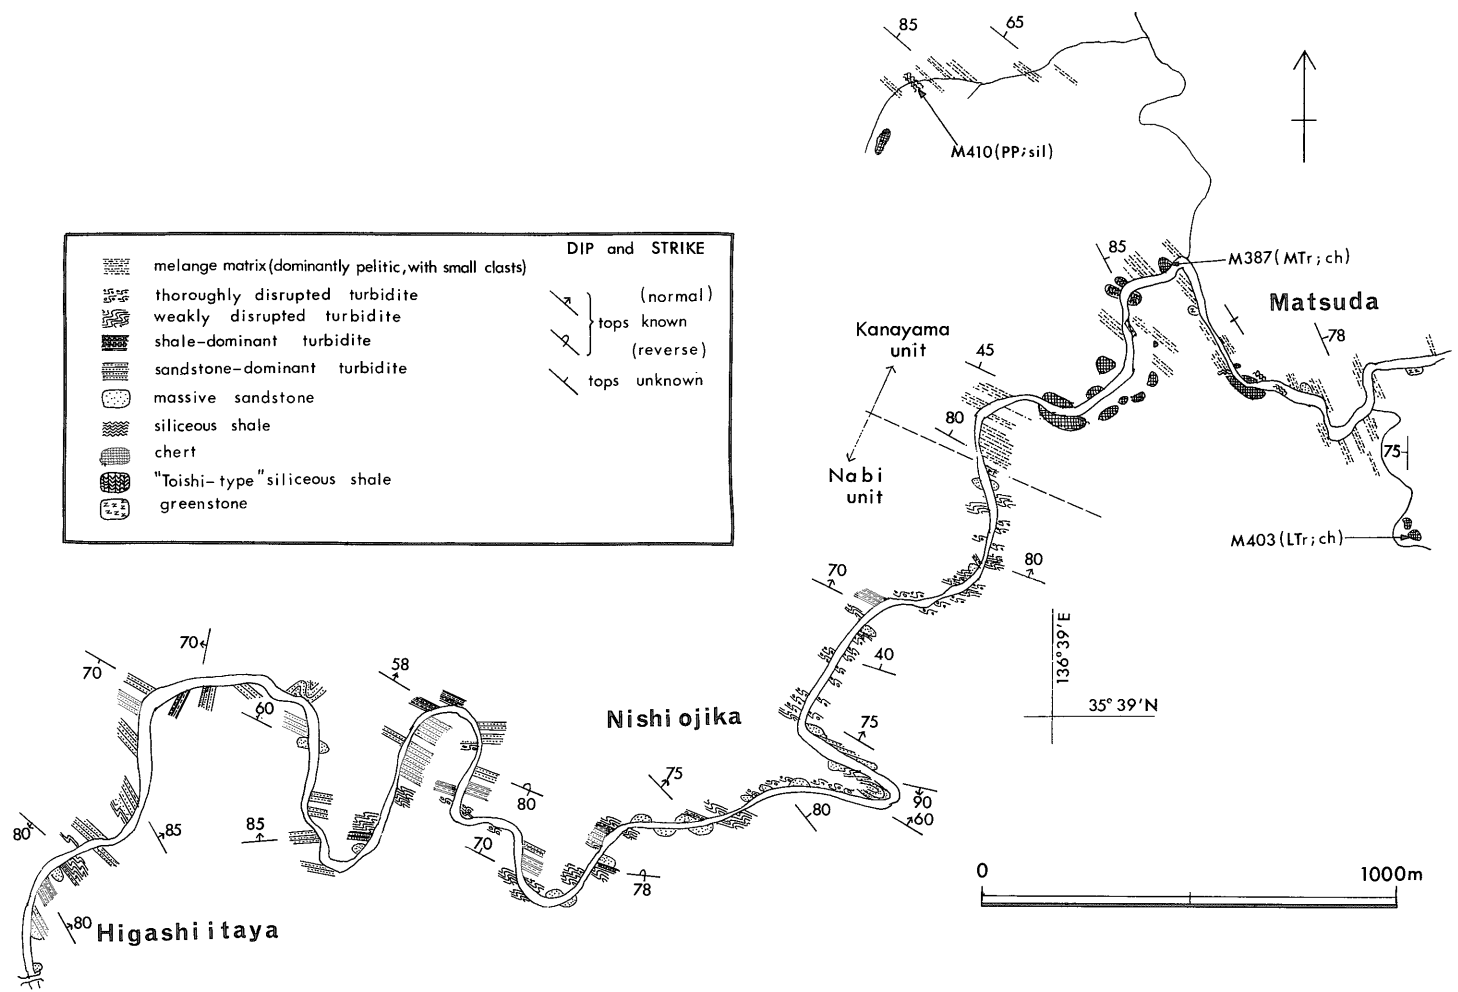 85
65
M410(PP;sil)
DIP and STRIKE
melange matrix(dominantly pelitic, with small clasts)
thoroughly disrupted turbidite
weakly disrupted turbidite
shale-dominant turbidite
sandstone-dominant turbidite
massive sandstone
siliceous shale
chert
"Toishi-type" siliceous shale
greenstone
(normal)
tops known
(reverse)
tops unknown
85
M387(MTr;ch)
Matsuda
78
Kanayama
unit
45
80
Nabi
unit
75
M403(LTr;ch)
80
70
40
136°39'E
35°39'N
70
70
60
58
Nishiojika
75
75
80
90
60
80
80
85
85
70
78
80
Higashiitaya
0
1000m